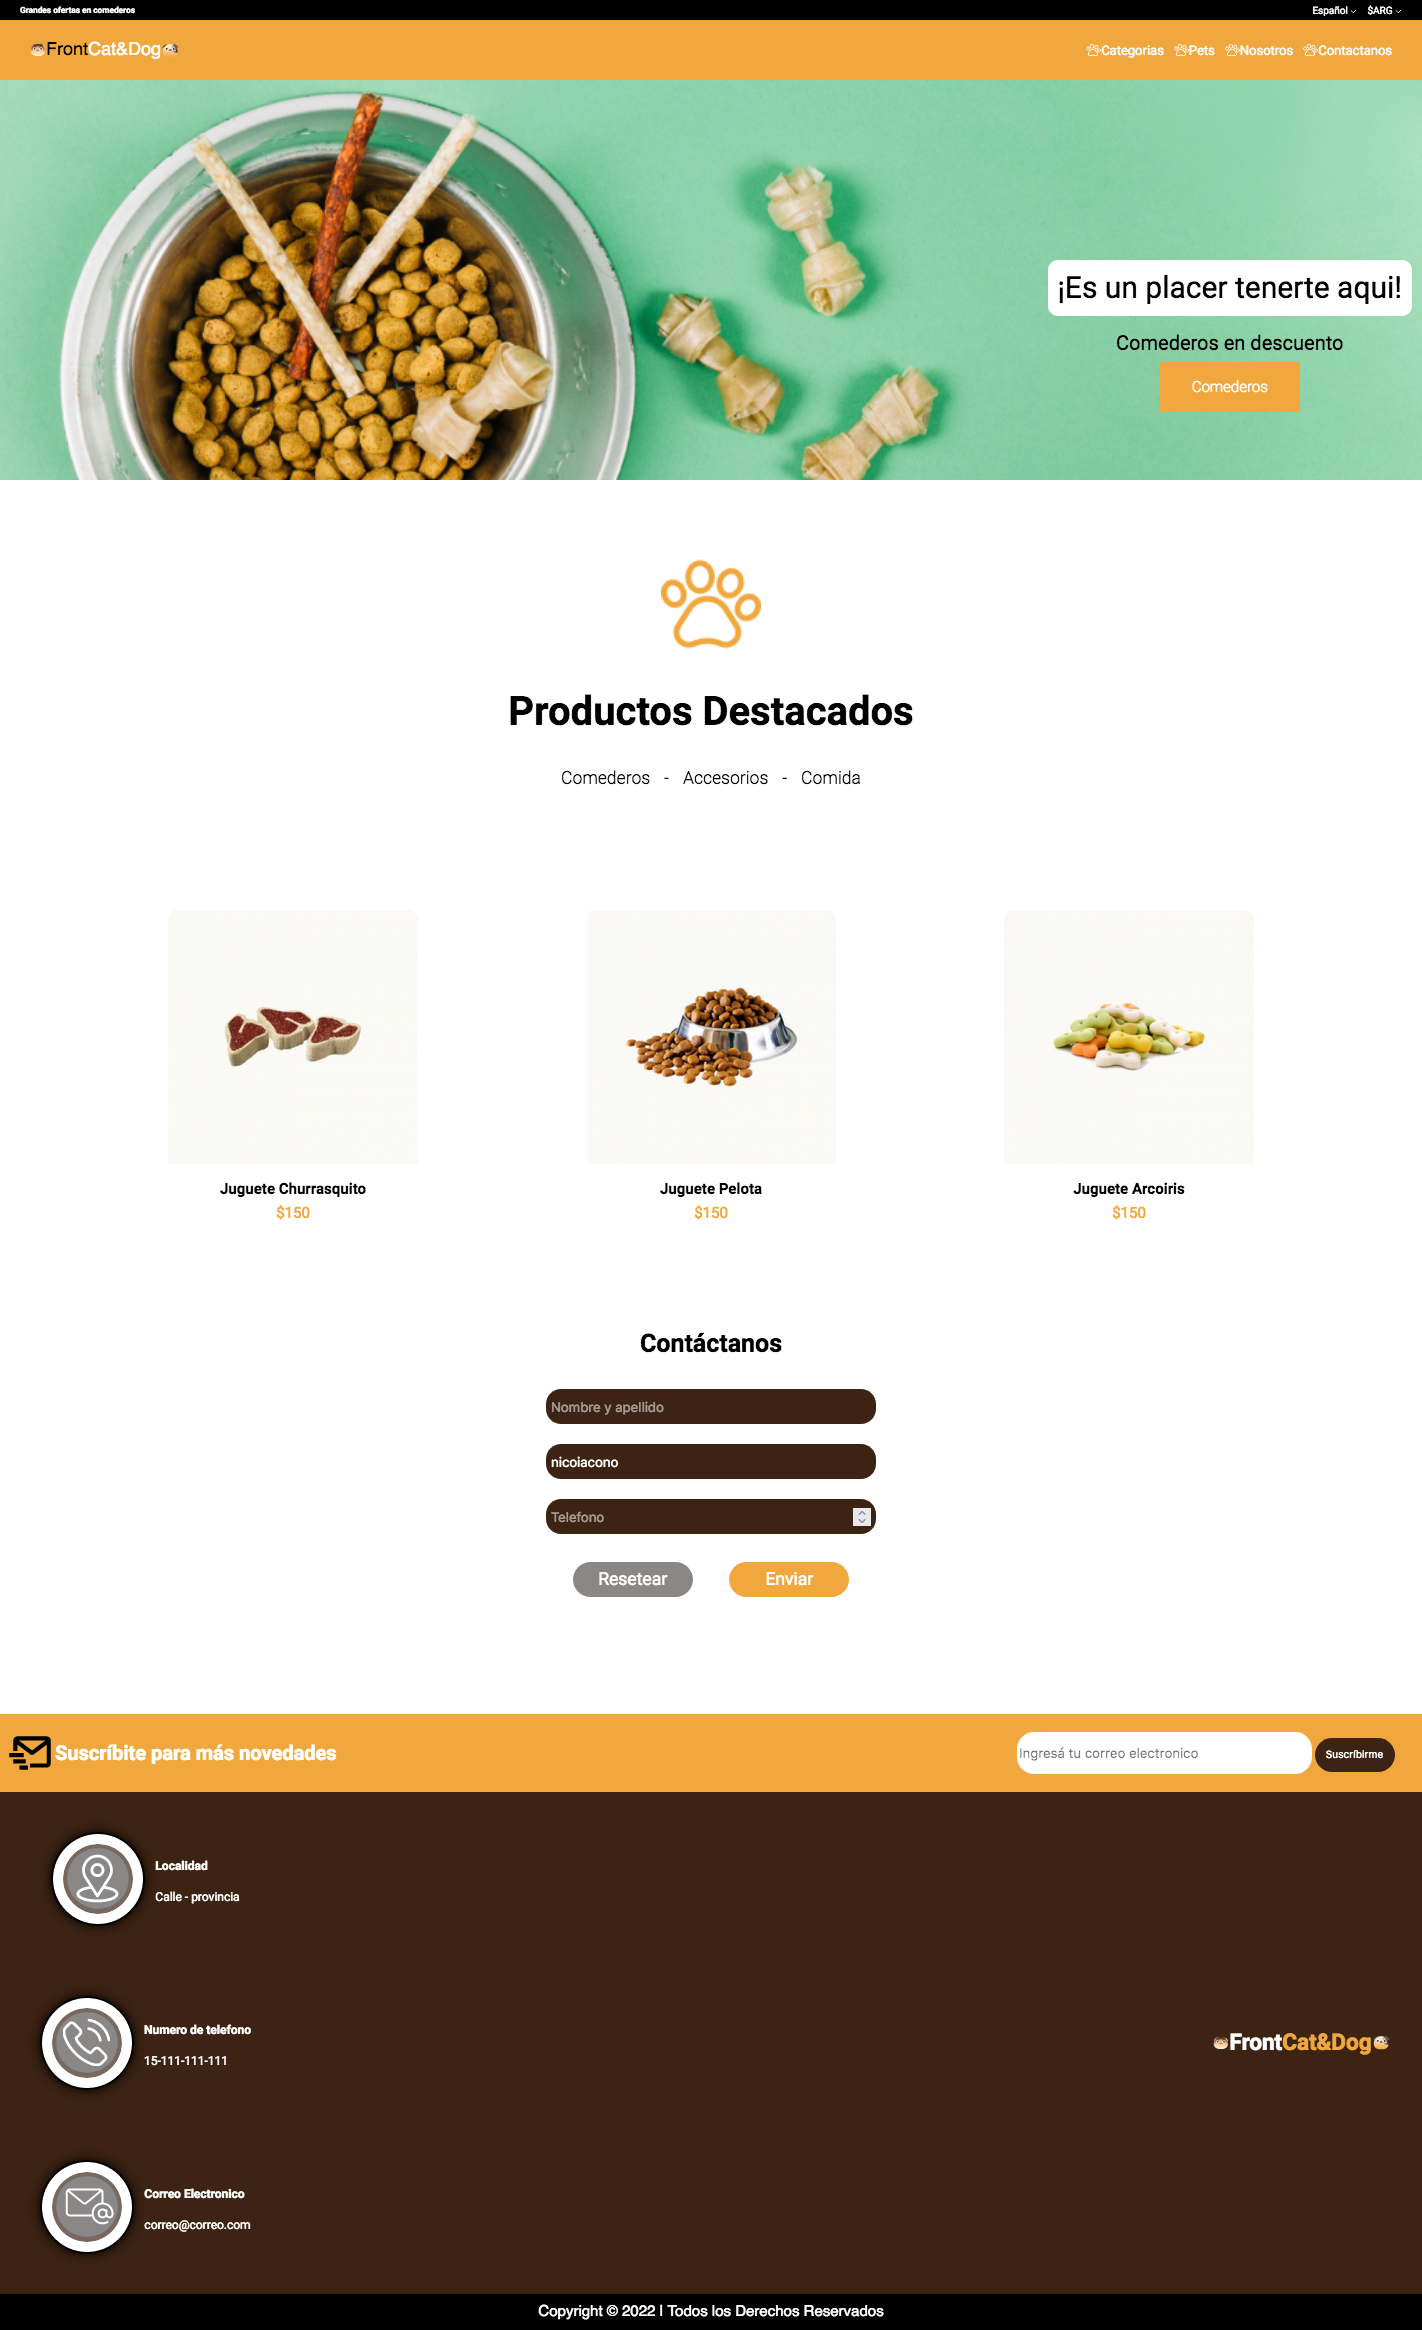 Grandes ofertas en comederos
Español $ARG
FrontCat&Dog
Categorias Pets Nosotros Contactanos
¡Es un placer tenerte aqui!
Comederos en descuento
Comederos
Productos Destacados
Comederos - Accesorios - Comida
Juguete Churrasquito
$150
Juguete Pelota
$150
Juguete Arcoiris
$150
Contáctanos
Nombre y apellido
nicoiacono
Telefono
Resetear Enviar
Suscríbite para más novedades
Ingresá tu correo electronico Suscríbirme
Localidad
Calle - provincia
Numero de telefono
15-111-111-111
FrontCat&Dog
Correo Electronico
correo@correo.com
Copyright © 2022 | Todos los Derechos Reservados